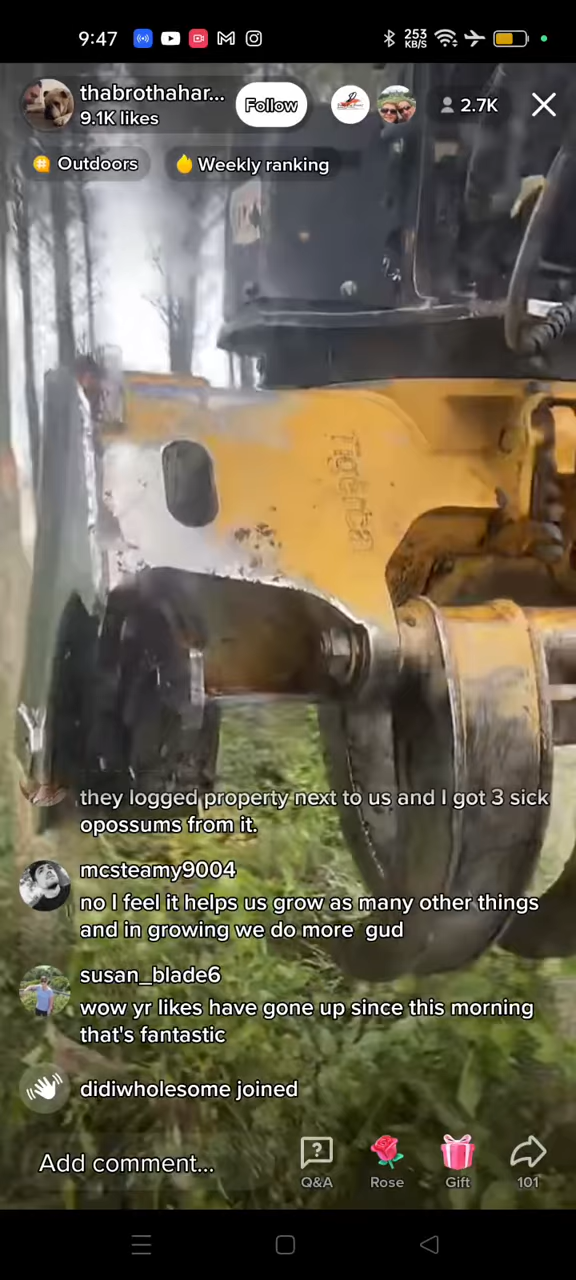 9:47
253
KB/S
thabrothahar...
9.1K likes
Follow
2.7K
Outdoors
Weekly ranking
Tigercat
they logged property next to us and I got 3 sick
opossums from it.
mcsteamy9004
no I feel it helps us grow as many other things
and in growing we do more gud
susan_blade6
wow yr likes have gone up since this morning
that's fantastic
didiwholesome joined
Add comment...
Q&A
Rose
Gift
101